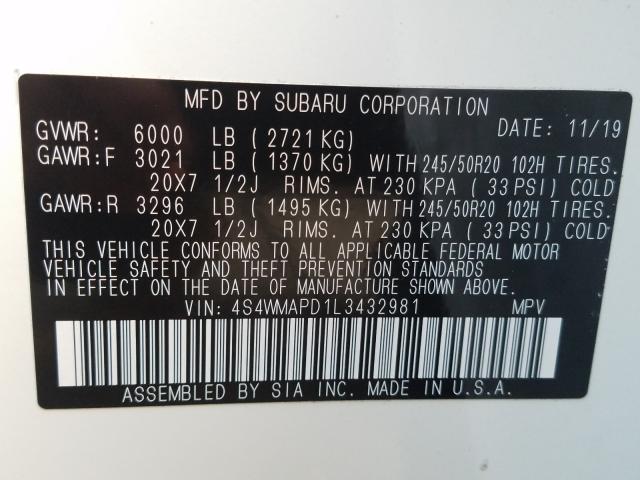 MFD BY SUBARU CORPORATION
GVWR: 6000 LB (2721 KG) DATE: 11/19
GAWR:F 3021 LB (1370 KG) WITH 245/50R20 102H TIRES.
20X7 1/2J RIMS. AT 230 KPA (33 PSI) COLD
GAWR:R 3296 LB (1495 KG) WITH 245/50R20 102H TIRES.
20X7 1/2J RIMS. AT 230 KPA (33 PSI) COLD
THIS VEHICLE CONFORMS TO ALL APPLICABLE FEDERAL MOTOR
VEHICLE SAFETY AND THEFT PREVENTION STANDARDS
IN EFFECT ON THE DATE OF MANUFACTURE SHOWN ABOVE.
VIN: 4S4WMAPD1L3432981 MPV
ASSEMBLED BY SIA INC. MADE IN U.S.A.